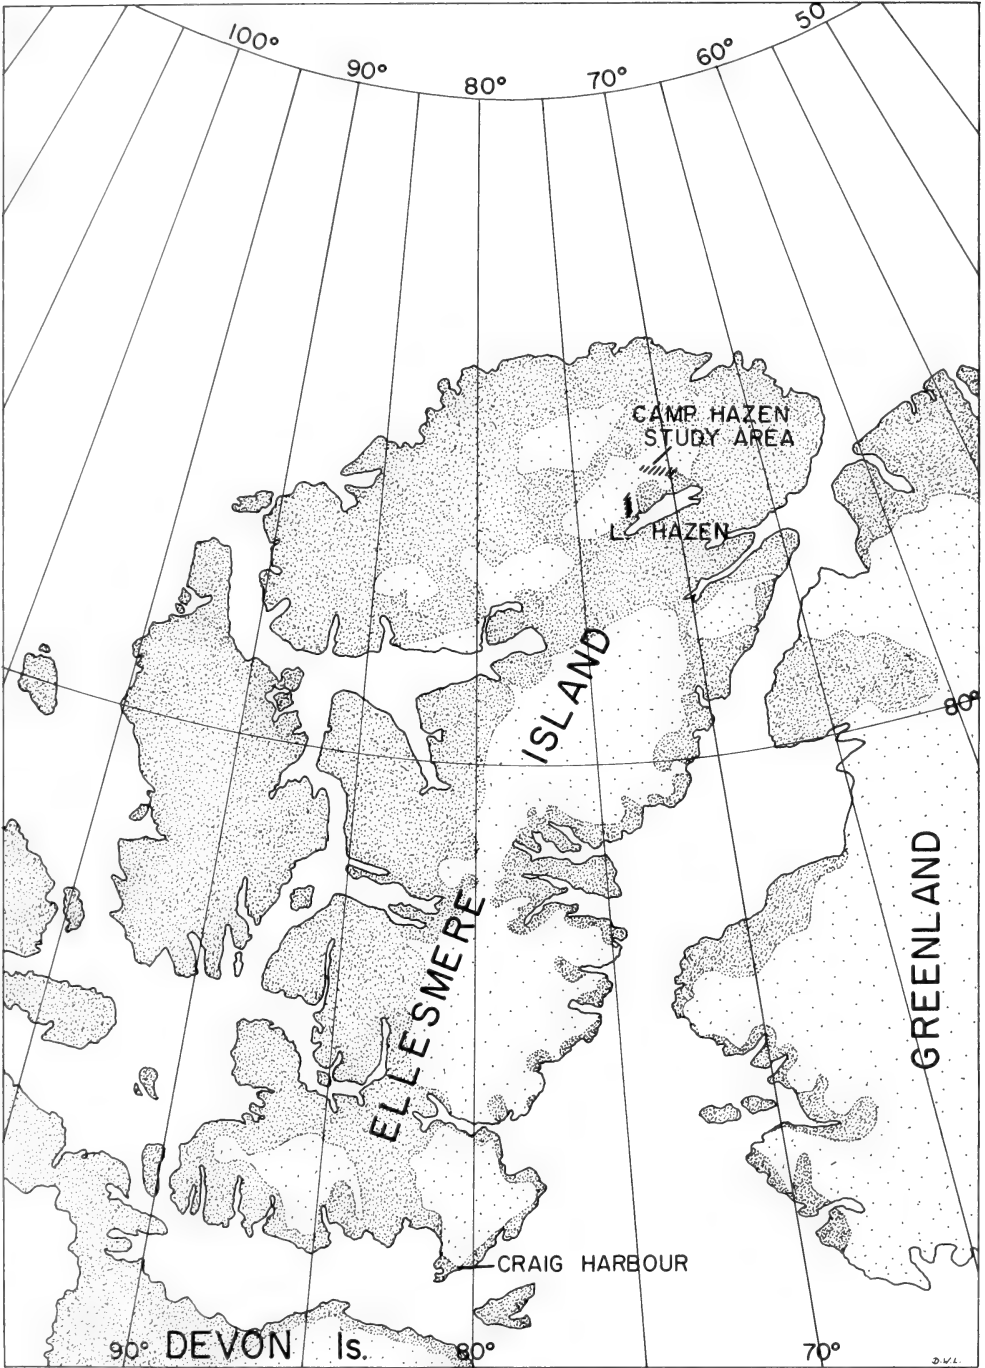 100° 90° 80° 70° 60° 50
CAMP HAZEN
STUDY AREA
L. HAZEN
ISLAND
80°
GREENLAND
ELLESMERE
CRAIG HARBOUR
90° DEVON Is. 80° 70°
D.W.L.